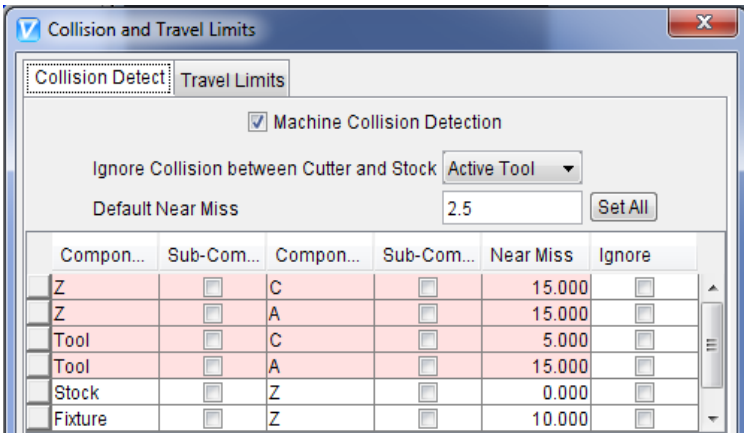 Collision and Travel Limits
Collision Detect Travel Limits
Machine Collision Detection
Ignore Collision between Cutter and Stock Active Tool
Default Near Miss 2.5 Set All
Compon... Sub-Com... Compon... Sub-Com... Near Miss Ignore
Z C 15.000
Z A 15.000
Tool C 5.000
Tool A 15.000
Stock Z 0.000
Fixture Z 10.000